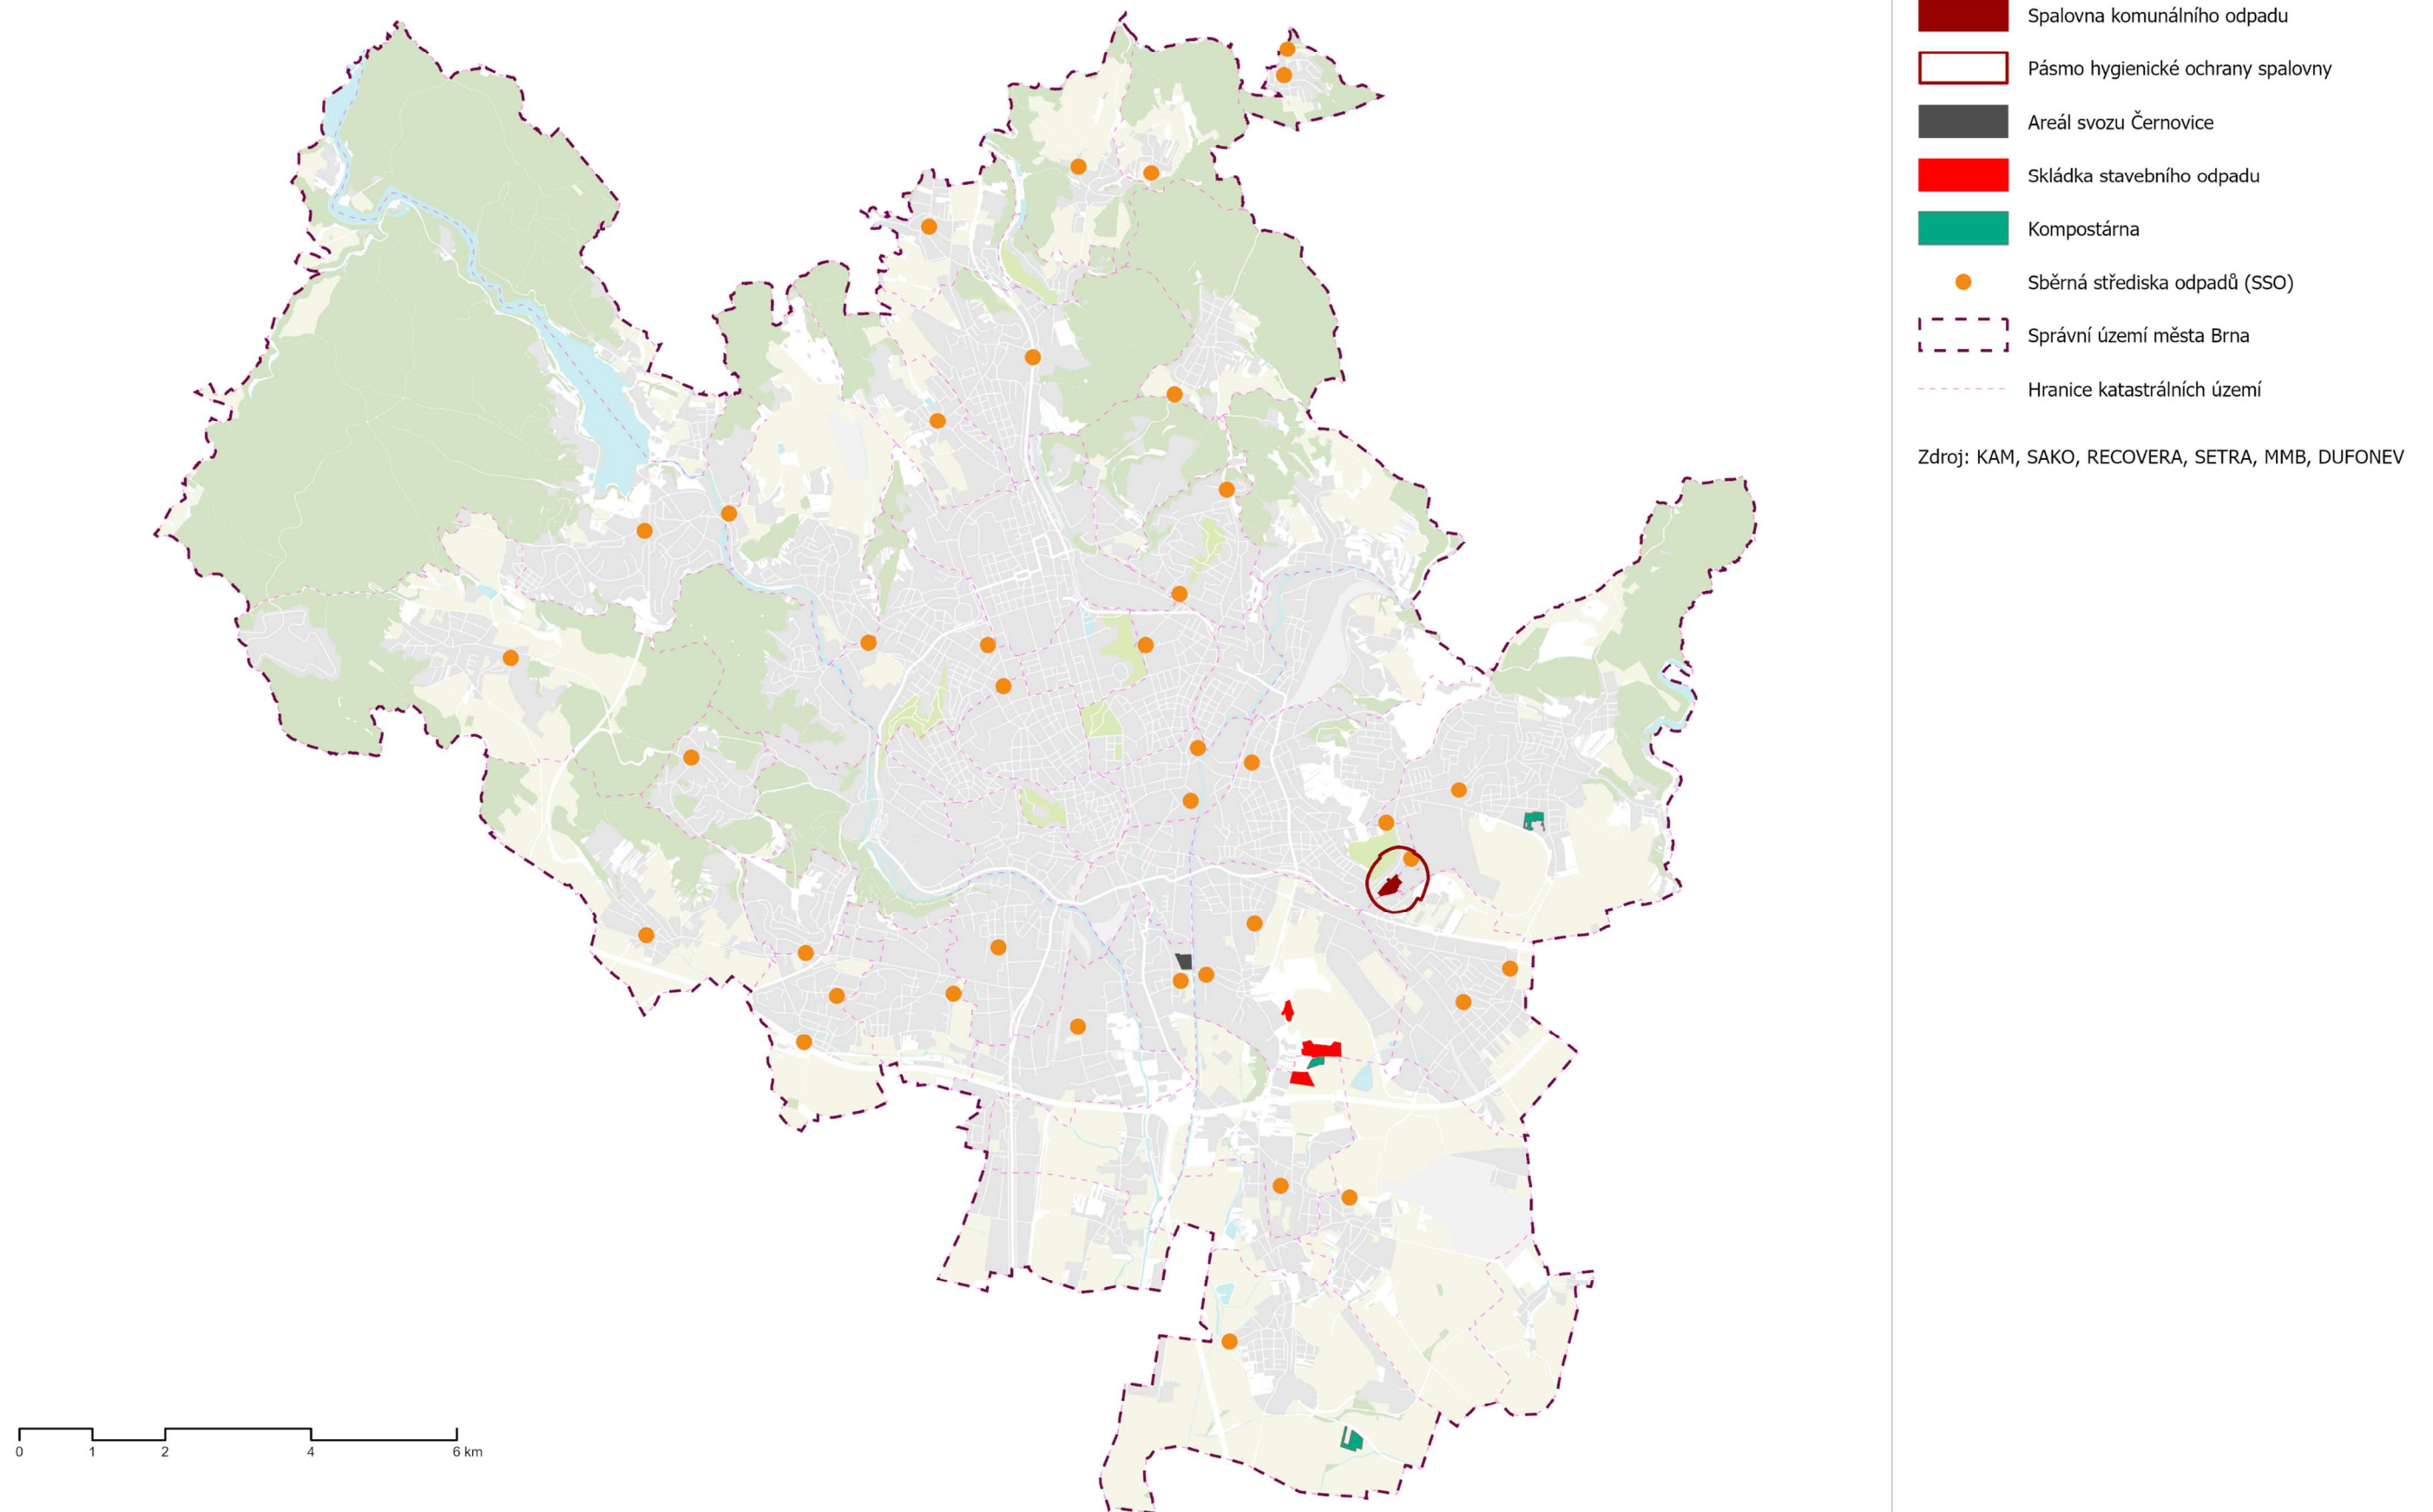 Spalovna komunálního odpadu
Pásmo hygienické ochrany spalovny
Areál svozu Černovice
Skládka stavebního odpadu
Kompostárna
Sběrná střediska odpadů (SSO)
Správní území města Brna
Hranice katastrálních území
Zdroj: KAM, SAKO, RECOVERA, SETRA, MMB, DUFONEV
0 1 2 4 6 km